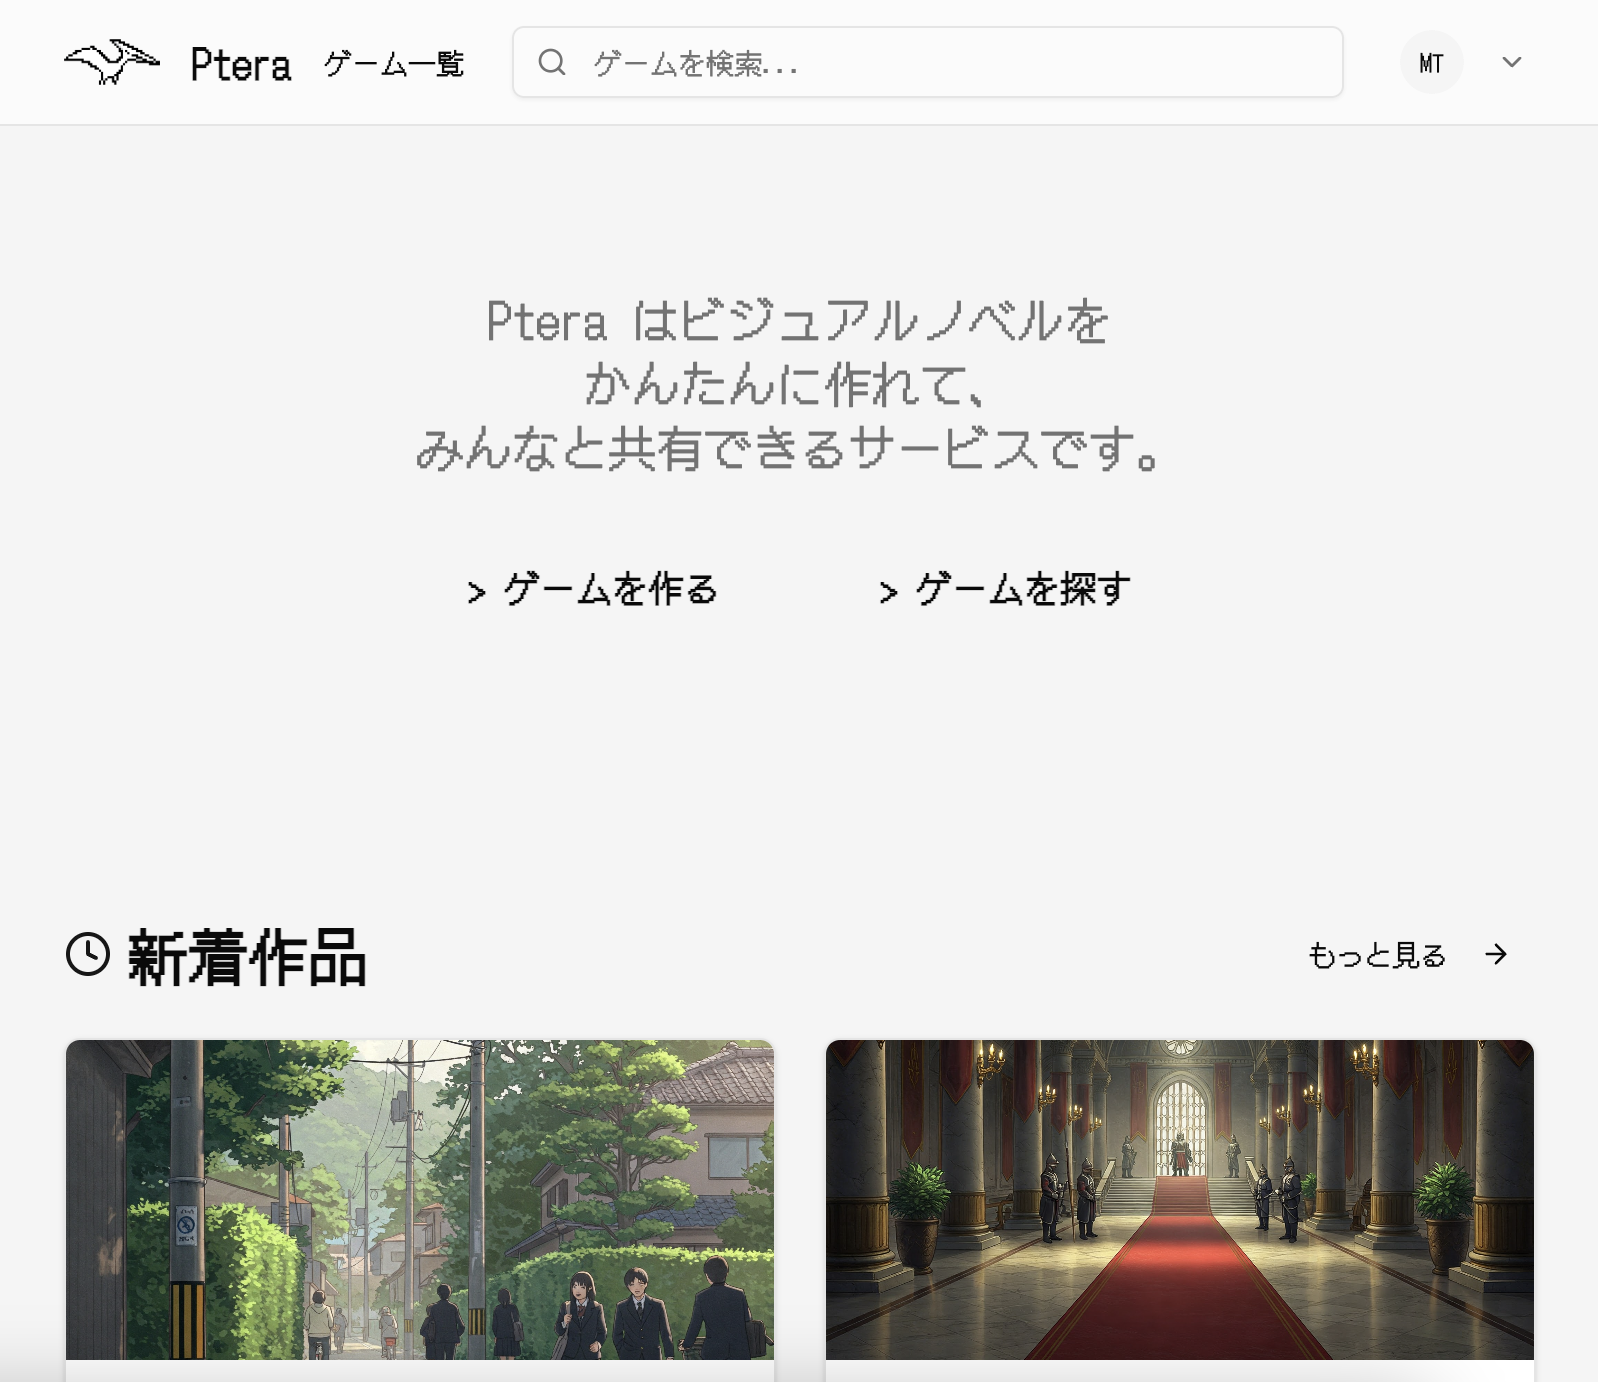 Ptera
ゲーム一覧
ゲームを検索...
MT
Ptera はビジュアルノベルを
かんたんに作れて、
みんなと共有できるサービスです。
> ゲームを作る
> ゲームを探す
新着作品
もっと見る →